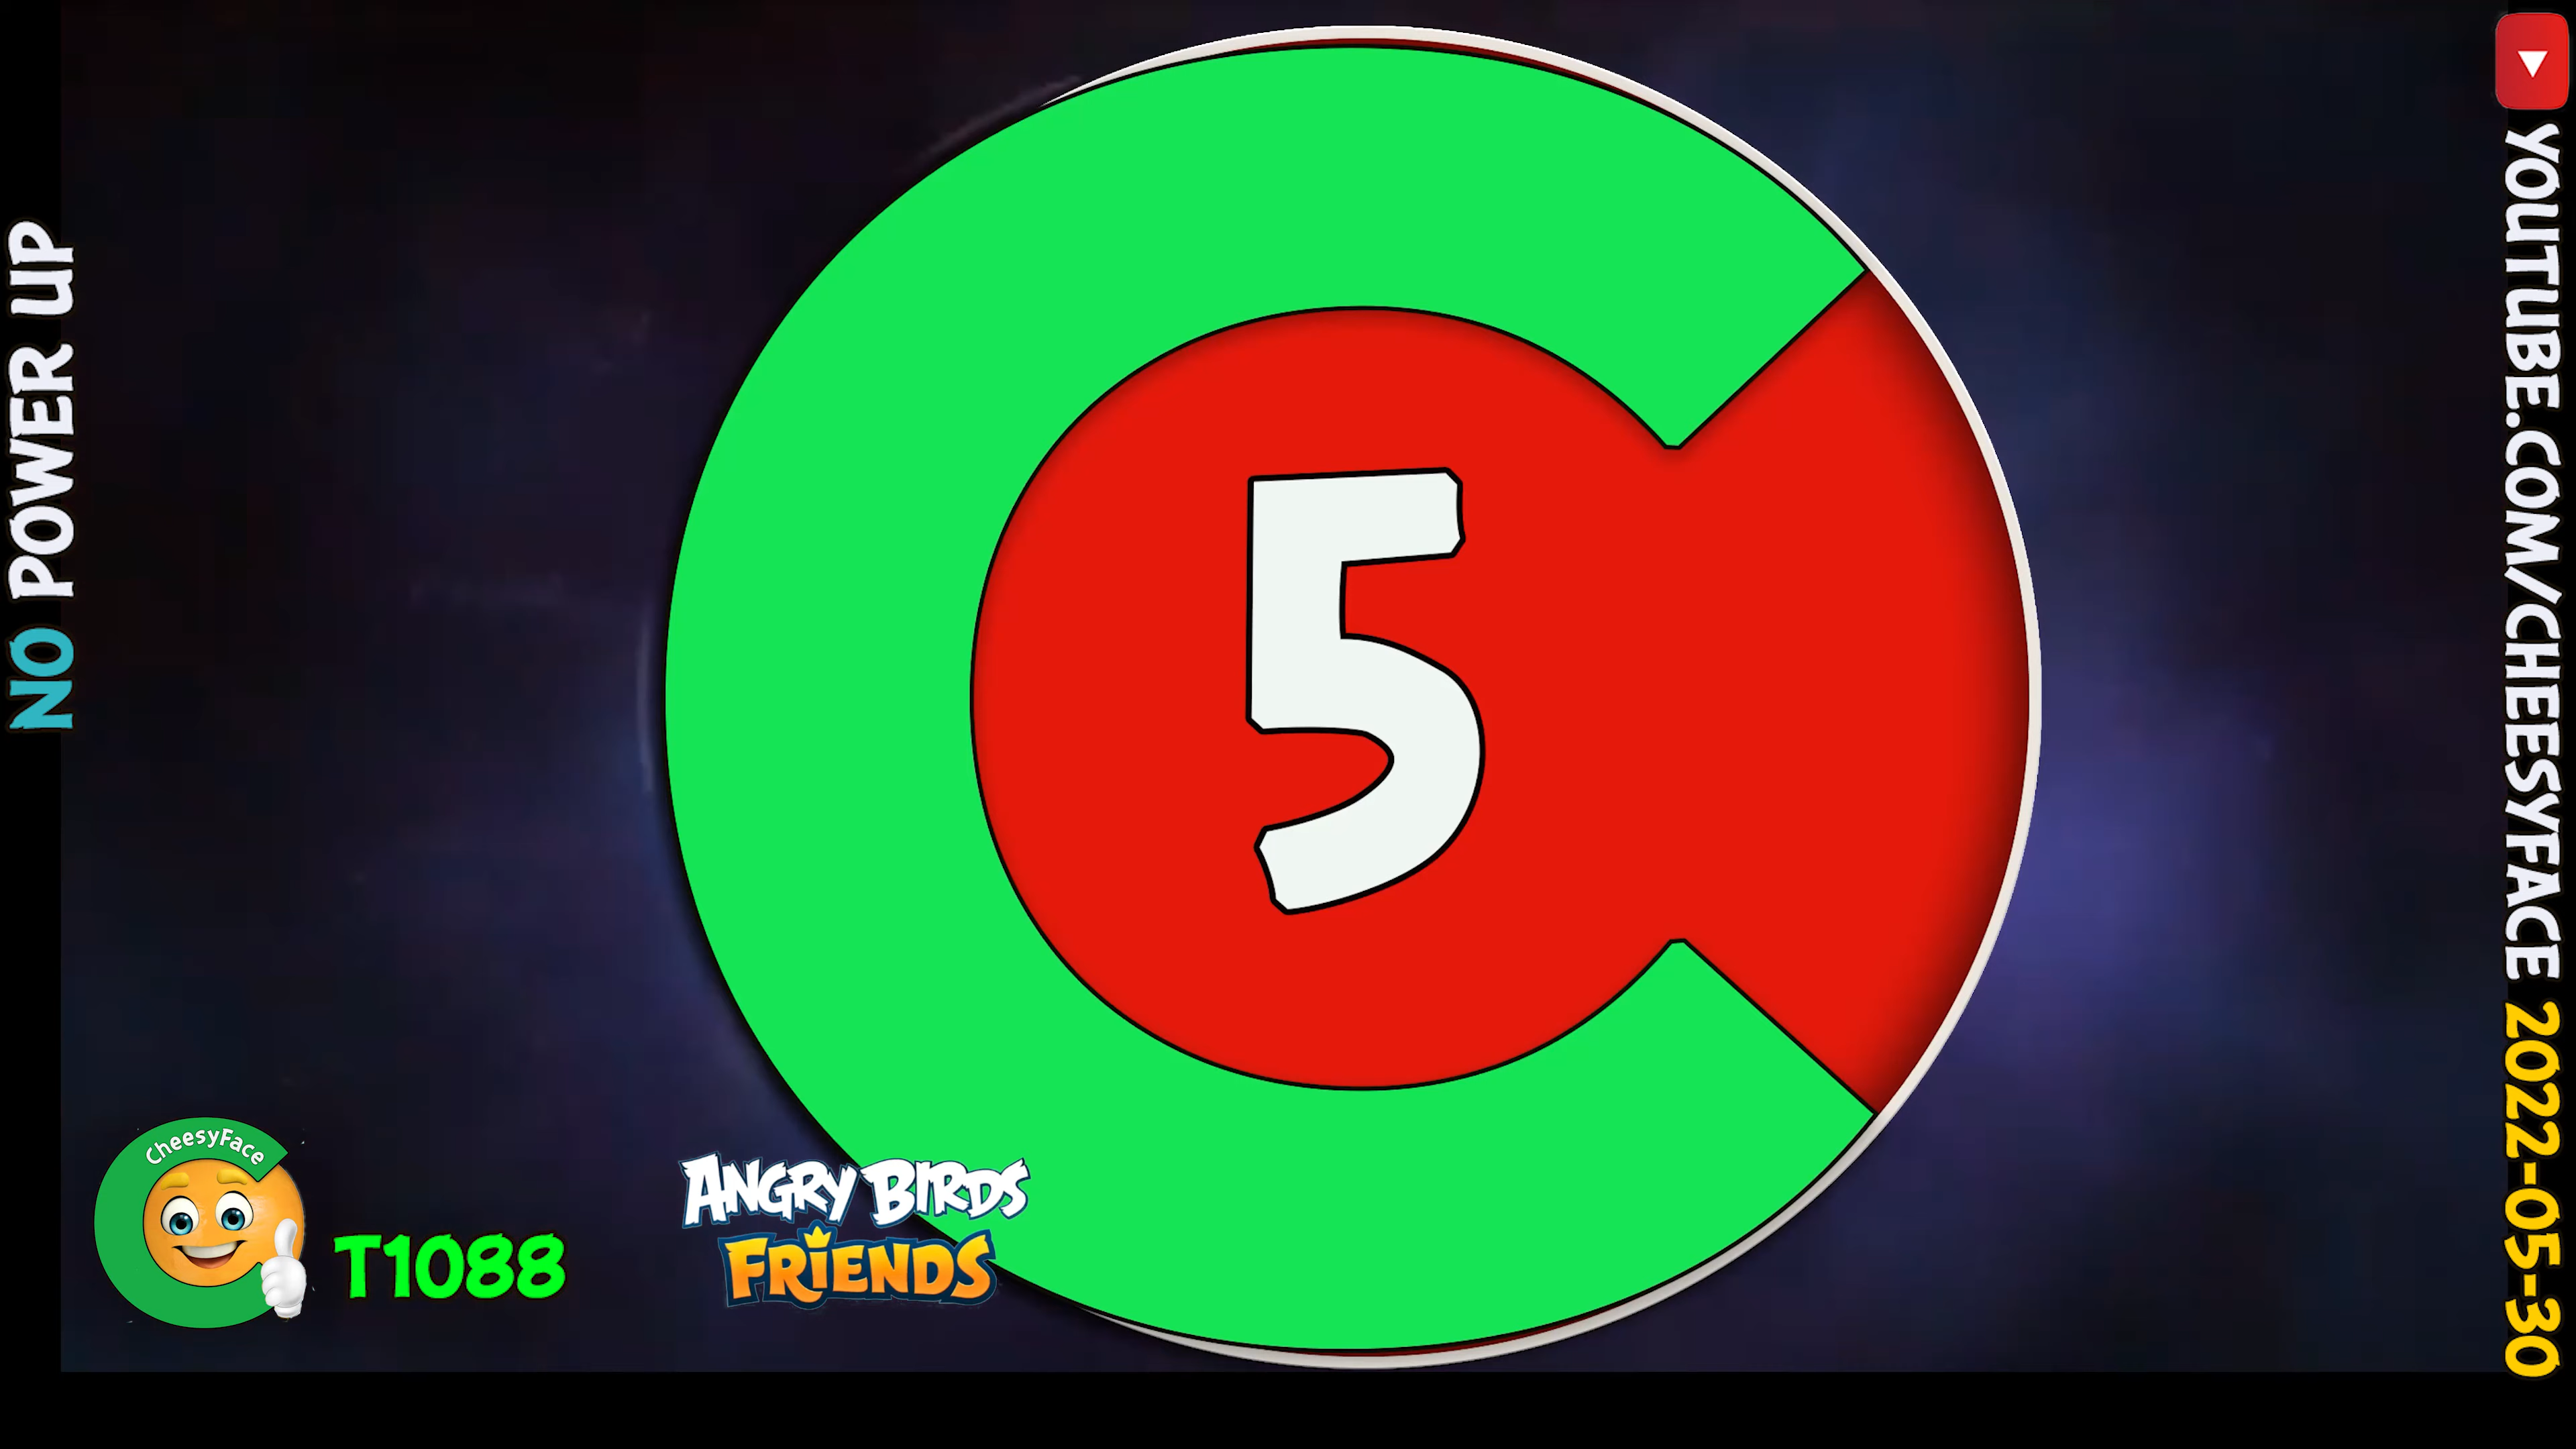 NO POWER UP
5
CheesyFace
T1088
ANGRY BIRDS
FRIENDS
YOUTUBE.COM/CHEESYFACE 2022-05-30